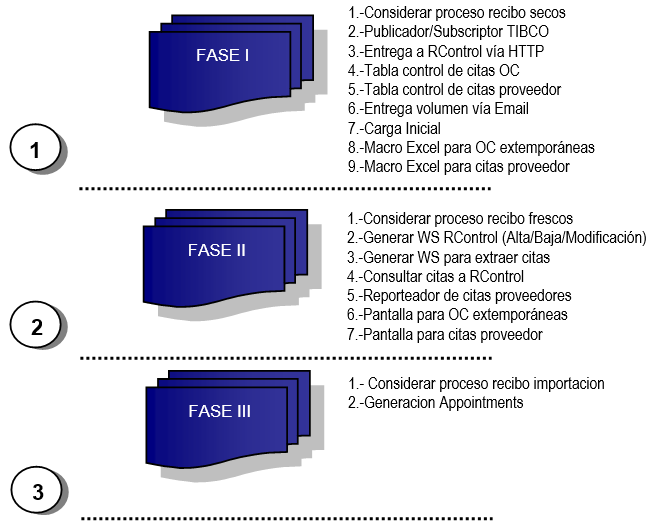 FASE I
1.-Considerar proceso recibo secos
2.-Publicador/Subscriptor TIBCO
3.-Entrega a RControl vía HTTP
4.-Tabla control de citas OC
5.-Tabla control de citas proveedor
6.-Entrega volumen vía Email
7.-Carga Inicial
8.-Macro Excel para OC extemporáneas
9.-Macro Excel para citas proveedor
1
FASE II
1.-Considerar proceso recibo frescos
2.-Generar WS RControl (Alta/Baja/Modificación)
3.-Generar WS para extraer citas
4.-Consultar citas a RControl
5.-Reporteador de citas proveedores
6.-Pantalla para OC extemporáneas
7.-Pantalla para citas proveedor
2
FASE III
1.- Considerar proceso recibo importacion
2.-Generacion Appointments
3